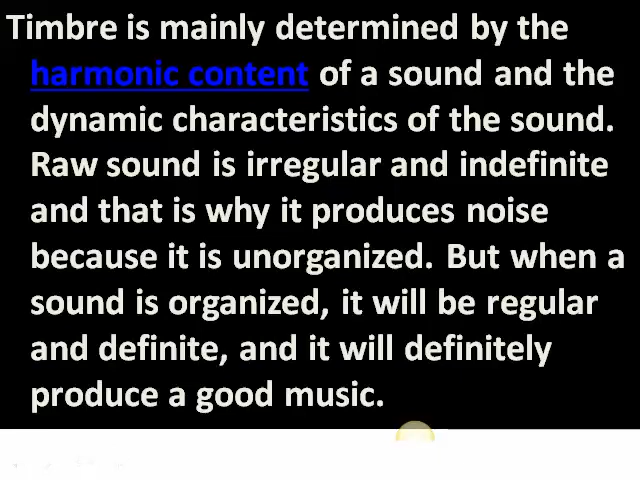 Timbre is mainly determined by the
harmonic content of a sound and the
dynamic characteristics of the sound.
Raw sound is irregular and indefinite
and that is why it produces noise
because it is unorganized. But when a
sound is organized, it will be regular
and definite, and it will definitely
produce a good music.